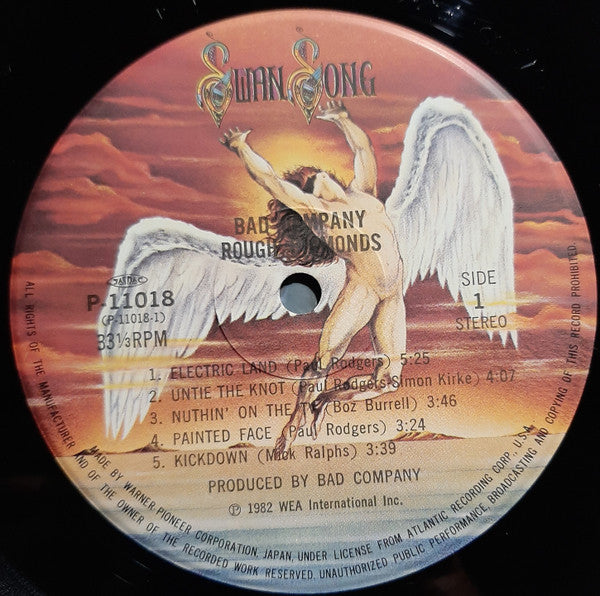 SWAN SONG
BAD COMPANY
ROUGH DIAMONDS
JASRAC
P-11018
(P-11018-1)
33 1/3 RPM
SIDE
1
STEREO
1. ELECTRIC LAND (Paul Rodgers) 5:25
2. UNTIE THE KNOT (Paul Rodgers-Simon Kirke) 4:07
3. NUTHIN' ON THE TV (Boz Burrell) 3:46
4. PAINTED FACE (Paul Rodgers) 3:24
5. KICKDOWN (Mick Ralphs) 3:39
PRODUCED BY BAD COMPANY
Ⓟ 1982 WEA International Inc.
MADE BY WARNER-PIONEER CORPORATION, JAPAN, UNDER LICENSE FROM ATLANTIC RECORDING CORP., U.S.A.
ALL RIGHTS OF THE MANUFACTURER AND OF THE OWNER OF THE RECORDED WORK RESERVED. UNAUTHORIZED PUBLIC PERFORMANCE, BROADCASTING AND COPYING OF THIS RECORD PROHIBITED.